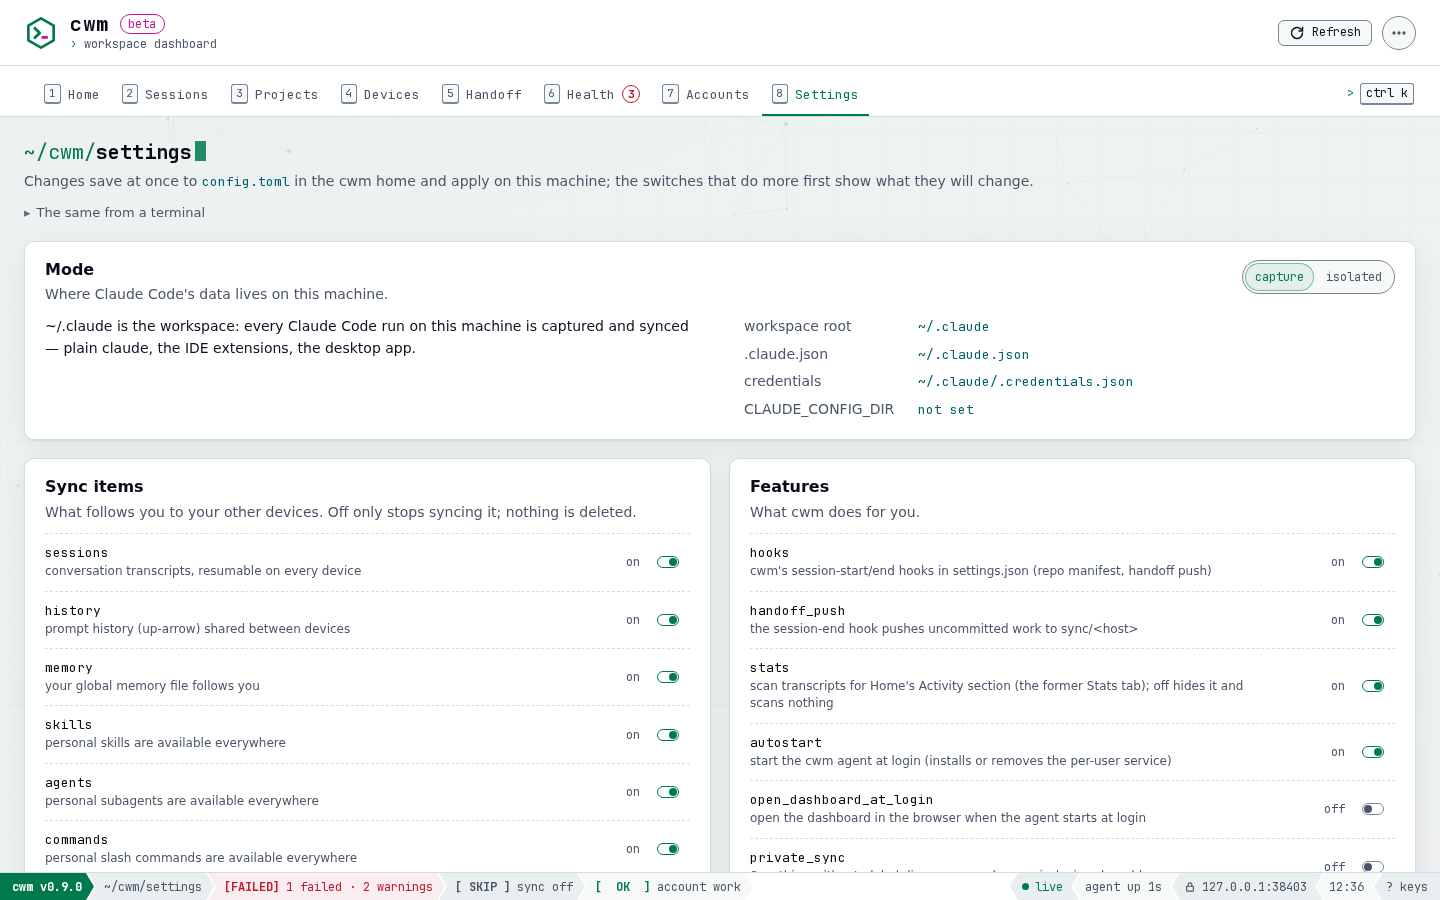 cwm beta
› workspace dashboard
Refresh
1 Home 2 Sessions 3 Projects 4 Devices 5 Handoff 6 Health 3 7 Accounts 8 Settings > ctrl k
~/cwm/settings
Changes save at once to config.toml in the cwm home and apply on this machine; the switches that do more first show what they will change.
▸ The same from a terminal
Mode
Where Claude Code's data lives on this machine.
capture isolated
~/.claude is the workspace: every Claude Code run on this machine is captured and synced
— plain claude, the IDE extensions, the desktop app.
workspace root ~/.claude
.claude.json ~/.claude.json
credentials ~/.claude/.credentials.json
CLAUDE_CONFIG_DIR not set
Sync items
What follows you to your other devices. Off only stops syncing it; nothing is deleted.
sessions
conversation transcripts, resumable on every device
on
history
prompt history (up-arrow) shared between devices
on
memory
your global memory file follows you
on
skills
personal skills are available everywhere
on
agents
personal subagents are available everywhere
on
commands
personal slash commands are available everywhere
on
Features
What cwm does for you.
hooks
cwm's session-start/end hooks in settings.json (repo manifest, handoff push)
on
handoff_push
the session-end hook pushes uncommitted work to sync/<host>
on
stats
scan transcripts for Home's Activity section (the former Stats tab); off hides it and
scans nothing
on
autostart
start the cwm agent at login (installs or removes the per-user service)
on
open_dashboard_at_login
open the dashboard in the browser when the agent starts at login
off
private_sync
off
cwm v0.9.0 ~/cwm/settings [FAILED] 1 failed · 2 warnings [ SKIP ] sync off [ OK ] account work live agent up 1s 127.0.0.1:38403 12:36 ? keys